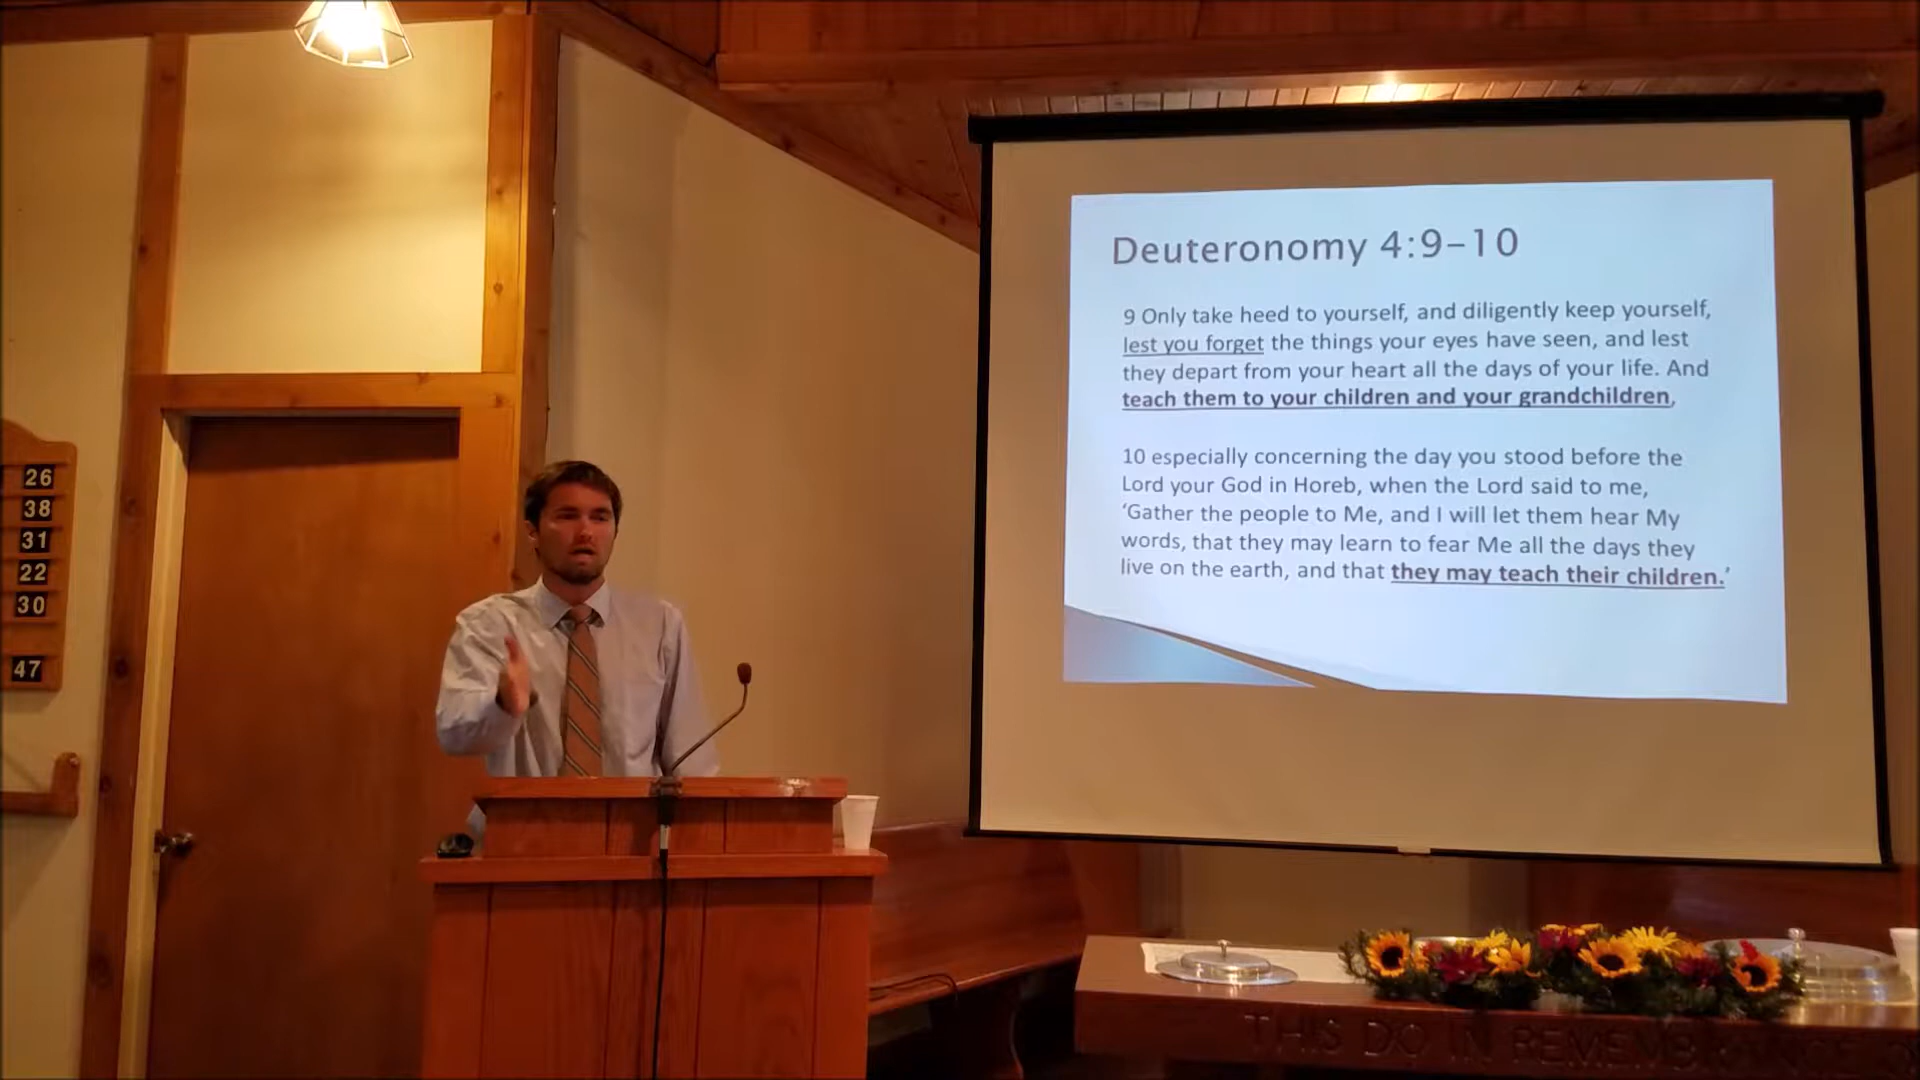 26
38
31
22
30
47
Deuteronomy 4:9–10
9 Only take heed to yourself, and diligently keep yourself,
lest you forget the things your eyes have seen, and lest
they depart from your heart all the days of your life. And
teach them to your children and your grandchildren,
10 especially concerning the day you stood before the
Lord your God in Horeb, when the Lord said to me,
‘Gather the people to Me, and I will let them hear My
words, that they may learn to fear Me all the days they
live on the earth, and that they may teach their children.’
THIS DO IN REMEMBRANCE